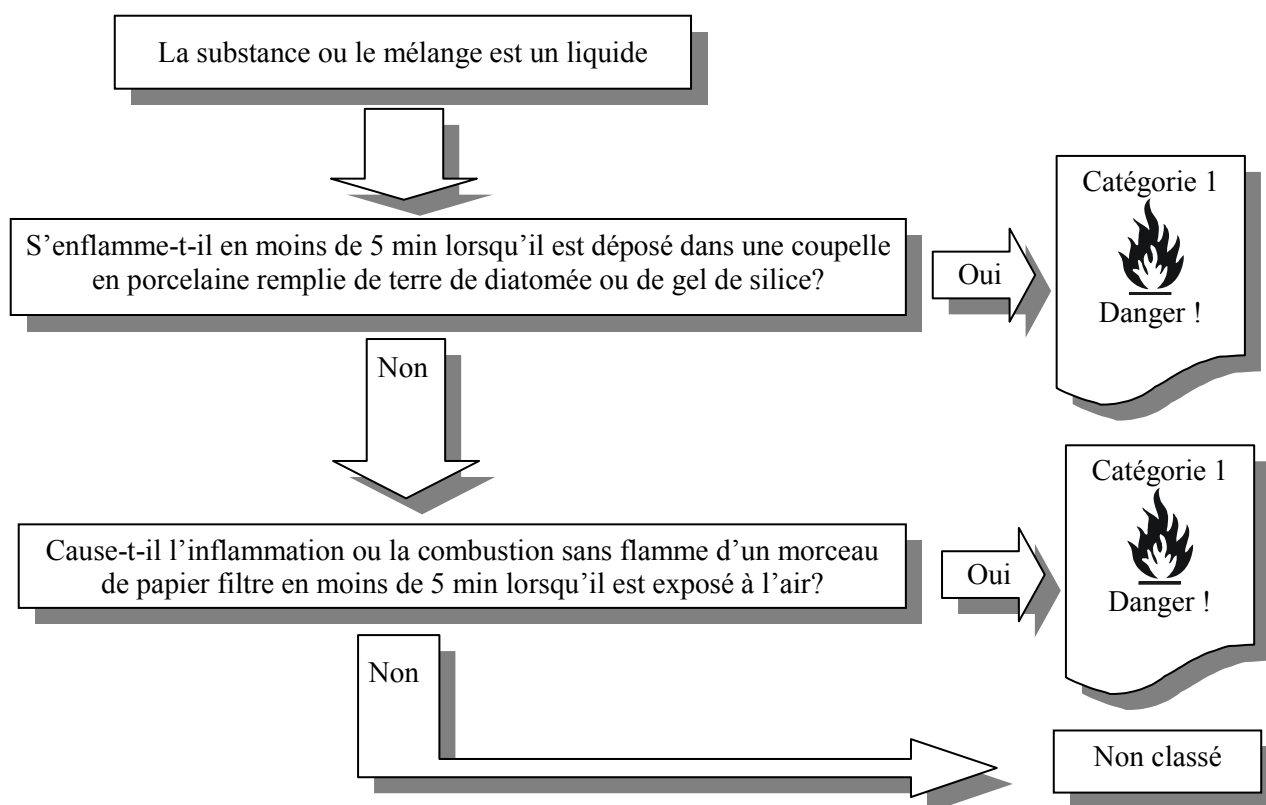 La substance ou le mélange est un liquide
S’enflamme-t-il en moins de 5 min lorsqu’il est déposé dans une coupelle
en porcelaine remplie de terre de diatomée ou de gel de silice?
Oui
Catégorie 1
Danger !
Non
Cause-t-il l’inflammation ou la combustion sans flamme d’un morceau
de papier filtre en moins de 5 min lorsqu’il est exposé à l’air?
Oui
Catégorie 1
Danger !
Non
Non classé